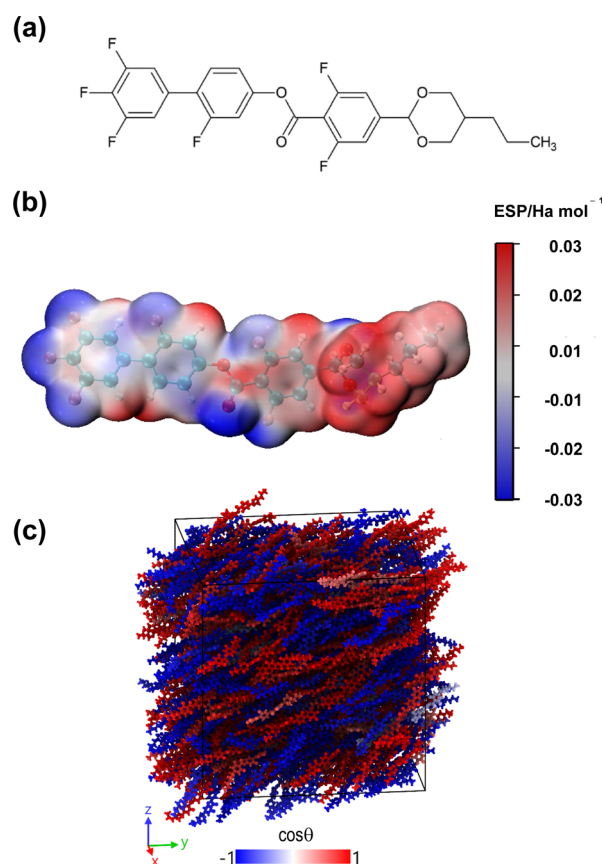 (a)
F
F
F
F
O
O
F
F
O
O
CH₃
(b)
ESP/Ha mol⁻¹
0.03
0.02
0.01
-0.01
-0.02
-0.03
(c)
z
y
x
cosθ
-1 1